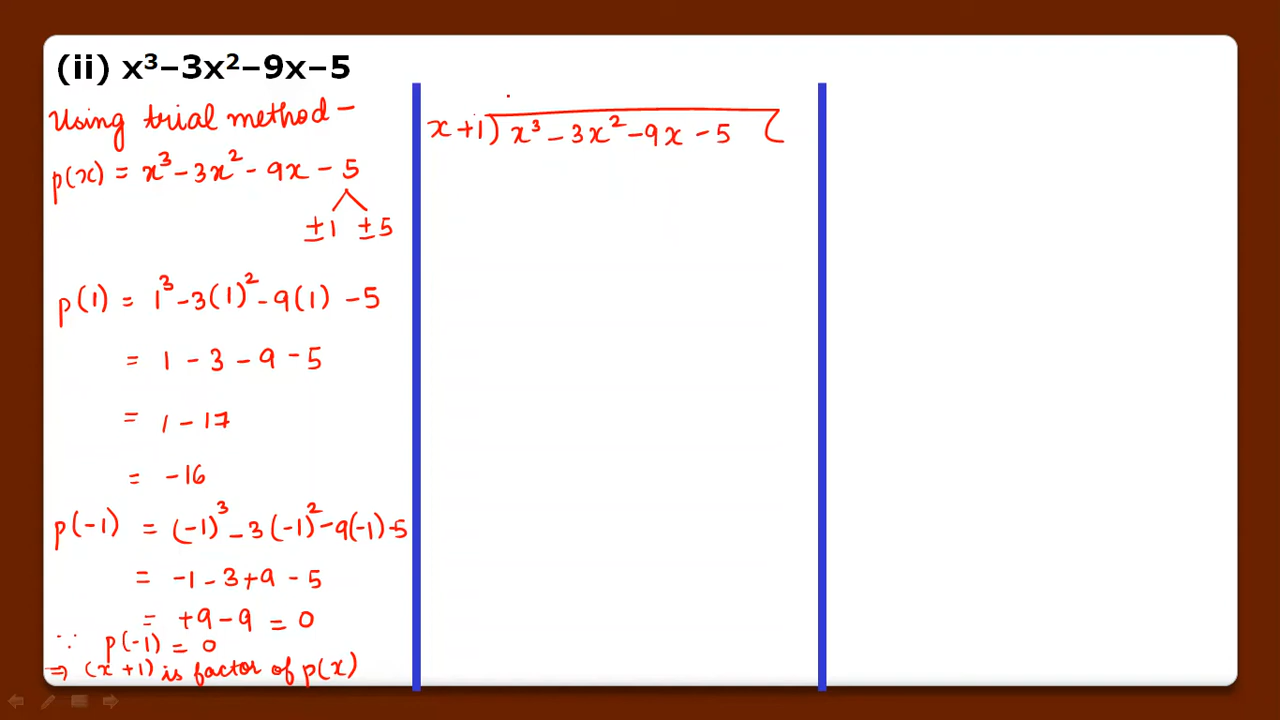 (ii) x³–3x²–9x–5
Using trial method –
p(x) = x³ - 3x² - 9x - 5
±1 ±5
p(1) = 1³ - 3(1)² - 9(1) - 5
= 1 - 3 - 9 - 5
= 1 - 17
= -16
p(-1) = (-1)³ - 3(-1)² - 9(-1) - 5
= -1 - 3 + 9 - 5
= +9 - 9 = 0
∵ p(-1) = 0
⇒ (x+1) is factor of p(x)
x+1) x³ - 3x² - 9x - 5 (